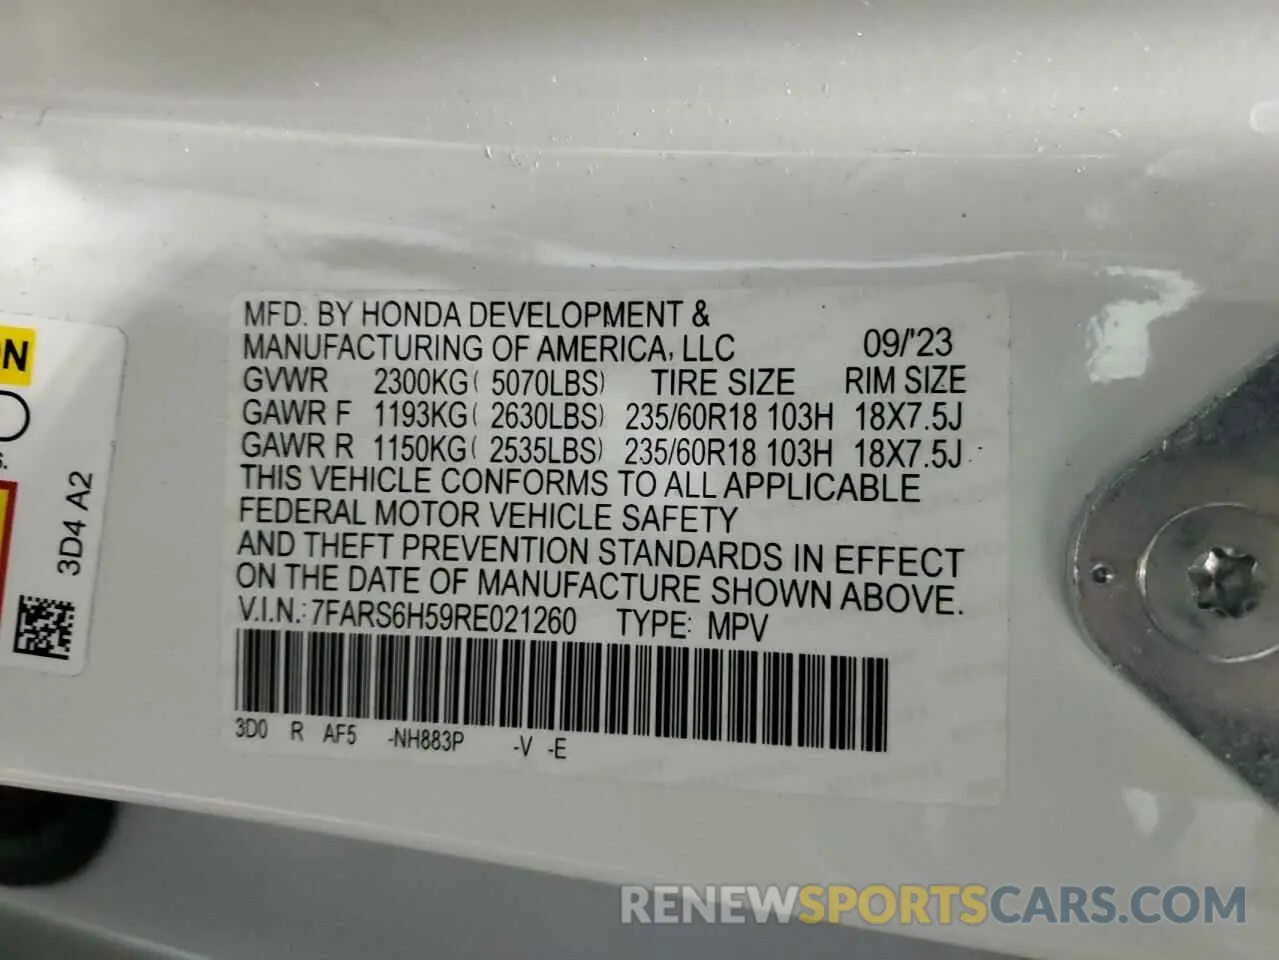 MFD. BY HONDA DEVELOPMENT &
MANUFACTURING OF AMERICA, LLC 09/'23
GVWR 2300KG( 5070LBS) TIRE SIZE RIM SIZE
GAWR F 1193KG( 2630LBS) 235/60R18 103H 18X7.5J
GAWR R 1150KG( 2535LBS) 235/60R18 103H 18X7.5J
THIS VEHICLE CONFORMS TO ALL APPLICABLE
FEDERAL MOTOR VEHICLE SAFETY
AND THEFT PREVENTION STANDARDS IN EFFECT
ON THE DATE OF MANUFACTURE SHOWN ABOVE.
V.I.N.: 7FARS6H59RE021260 TYPE: MPV
3D0 R AF5 -NH883P -V -E
3D4 A2
RENEWSPORTSCARS.COM